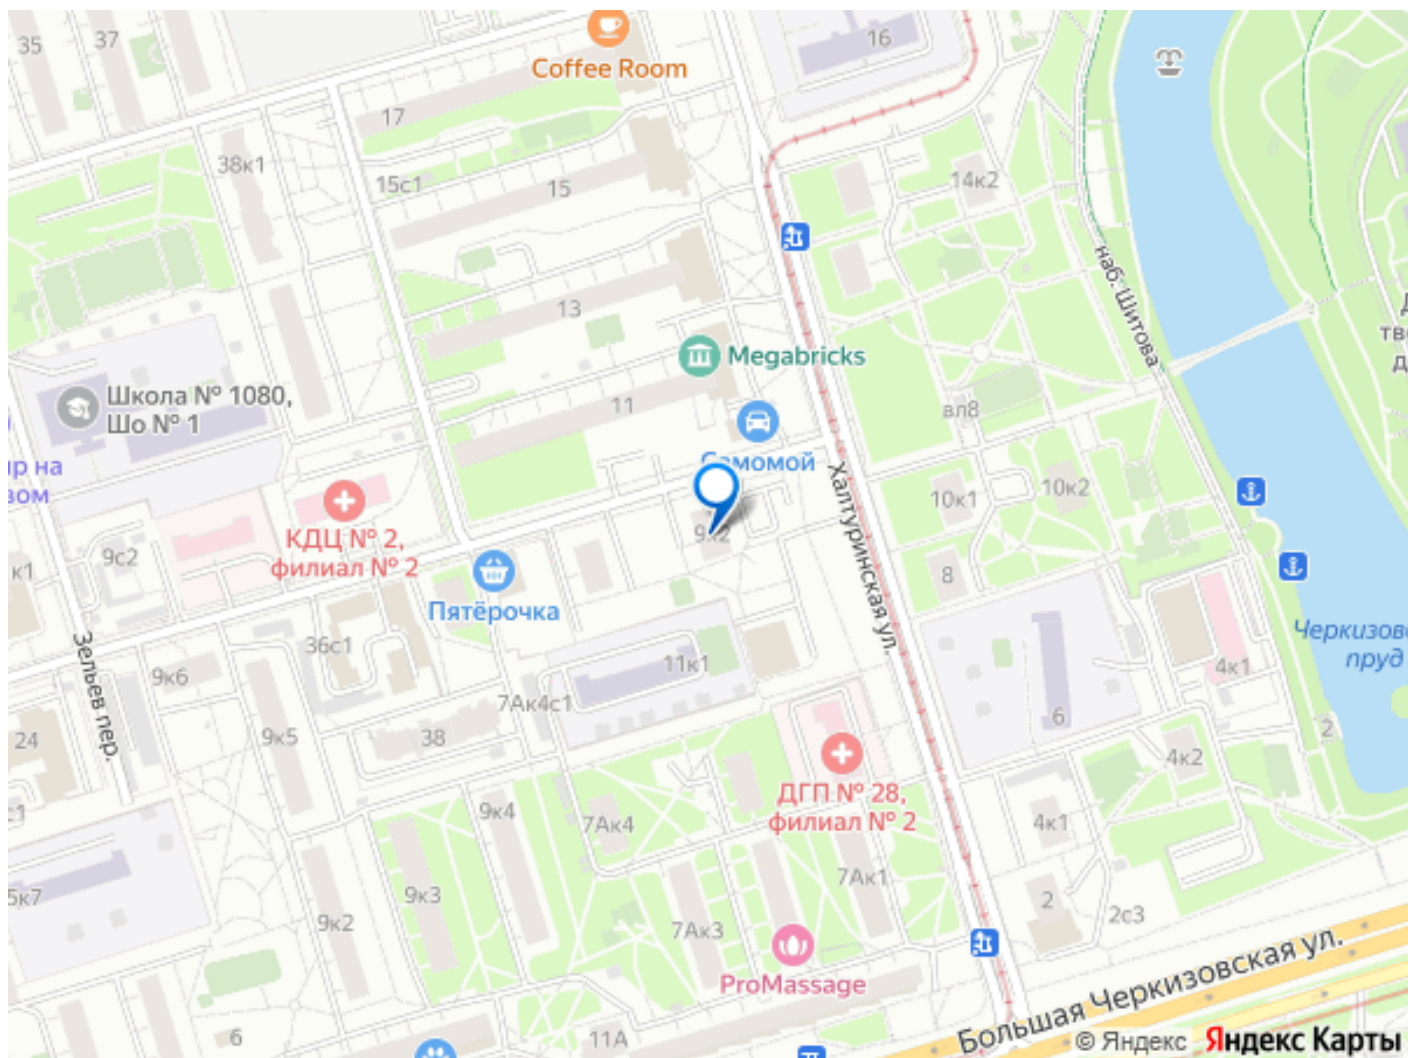 35
37
16
Coffee Room
17
38к1
15с1
15
14к2
наб. Шитова
13
Megabricks
Школа № 1080,
Шо № 1
11
вл8
Самомой
Халтуринская ул.
10к1
10к2
КДЦ № 2,
филиал № 2
9к2
9с2
к1
Пятёрочка
8
Зельев пер.
36с1
11к1
4к1
9к6
7Ак4с1
6
2
24
9к5
38
4к2
ДГП № 28,
филиал № 2
9к4
7Ак4
4к1
9к3
7Ак1
5к7
9к2
7Ак3
2
2с3
ProMassage
Большая Черкизовская ул.
6
11А
© Яндекс Яндекс Карты